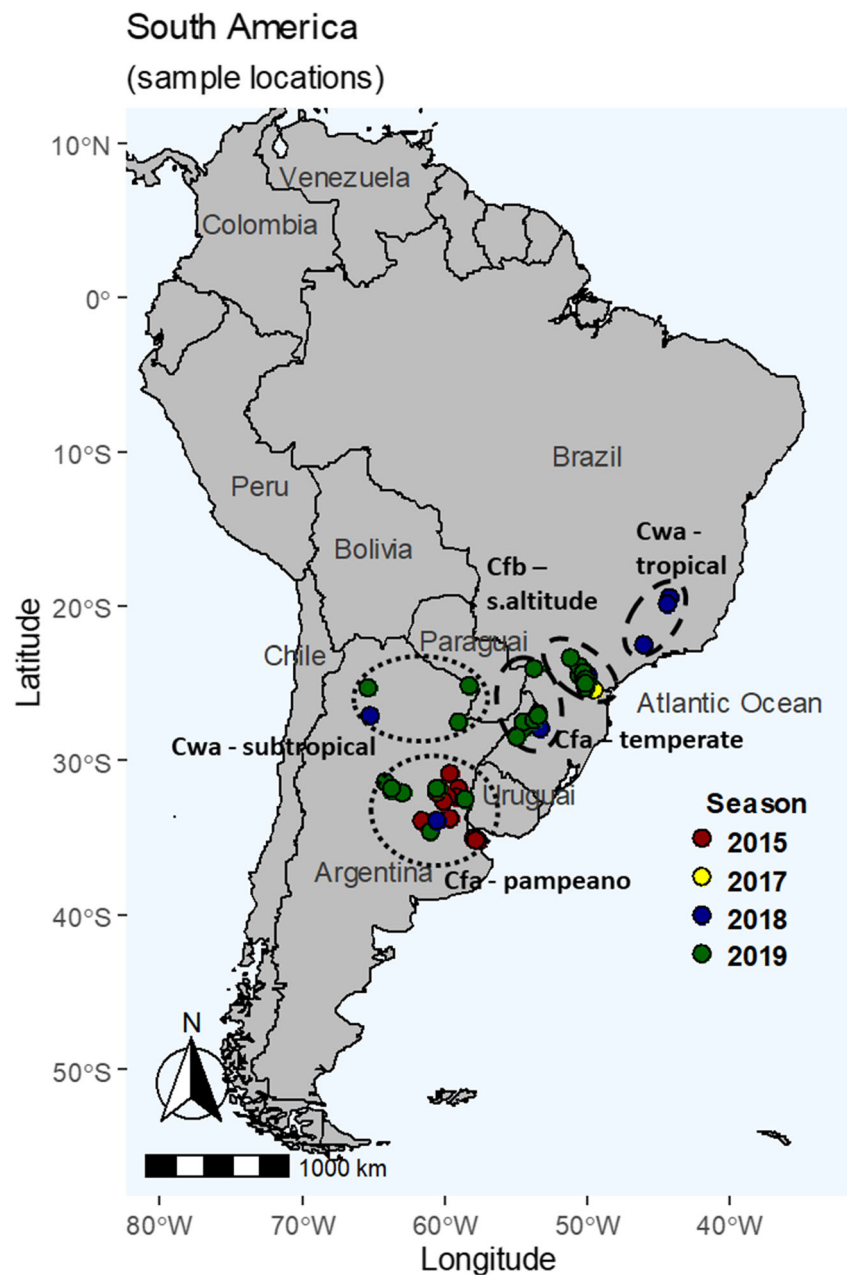 South America
(sample locations)
10°N
0°
10°S
20°S
30°S
40°S
50°S
Latitude
Venezuela
Colombia
Brazil
Peru
Bolivia
Cwa -
tropical
Cfb –
s.altitude
Paraguai
Chile
Atlantic Ocean
Cwa - subtropical
Cfa – temperate
Uruguai
Season
2015
2017
2018
2019
Argentina
Cfa - pampeano
N
1000 km
80°W
70°W
60°W
50°W
40°W
Longitude